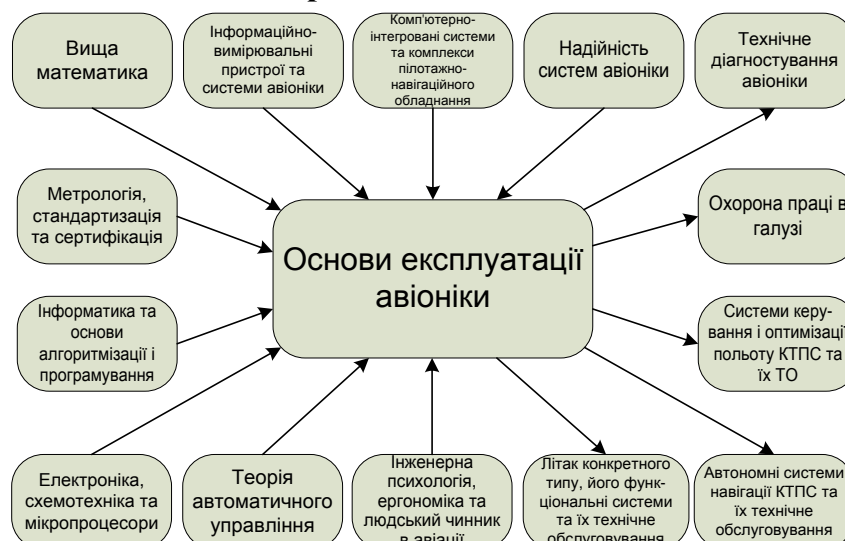 Вища
математика
Інформаційно-
вимірювальні
пристрої та
системи авіоніки
Комп'ютерно-
інтегровані системи
та комплекси
пілотажно-
навігаційного
обладнання
Надійність
систем авіоніки
Технічне
діагностування
авіоніки
Метрологія,
стандартизація
та сертифікація
Основи експлуатації
авіоніки
Охорона праці в
галузі
Інформатика та
основи
алгоритмізації і
програмування
Системи керу-
вання і оптимізації
польоту КТПС та
їх ТО
Електроніка,
схемотехніка та
мікропроцесори
Теорія
автоматичного
управління
Інженерна
психологія,
ергономіка та
людський чинник
в авіації
Літак конкретного
типу, його функ-
ціональні системи
та їх технічне
обслуговування
Автономні системи
навігації КТПС та
їх технічне
обслуговування